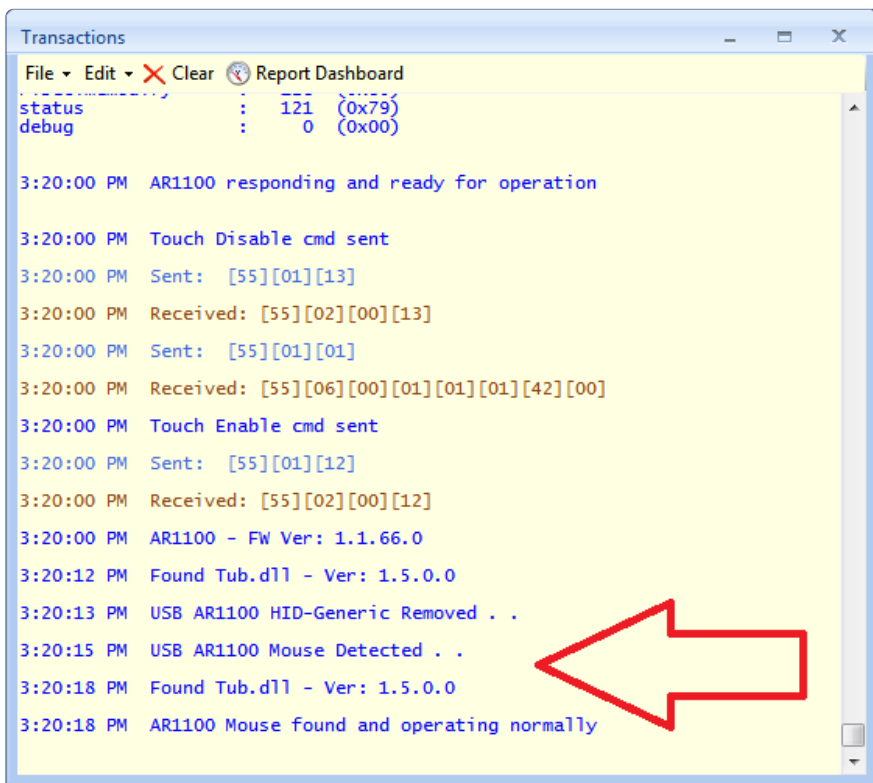 Transactions
File Edit Clear Report Dashboard
status : 121 (0x79)
debug : 0 (0x00)
3:20:00 PM AR1100 responding and ready for operation
3:20:00 PM Touch Disable cmd sent
3:20:00 PM Sent: [55][01][13]
3:20:00 PM Received: [55][02][00][13]
3:20:00 PM Sent: [55][01][01]
3:20:00 PM Received: [55][06][00][01][01][01][42][00]
3:20:00 PM Touch Enable cmd sent
3:20:00 PM Sent: [55][01][12]
3:20:00 PM Received: [55][02][00][12]
3:20:00 PM AR1100 - FW Ver: 1.1.66.0
3:20:12 PM Found Tub.dll - Ver: 1.5.0.0
3:20:13 PM USB AR1100 HID-Generic Removed . .
3:20:15 PM USB AR1100 Mouse Detected . .
3:20:18 PM Found Tub.dll - Ver: 1.5.0.0
3:20:18 PM AR1100 Mouse found and operating normally